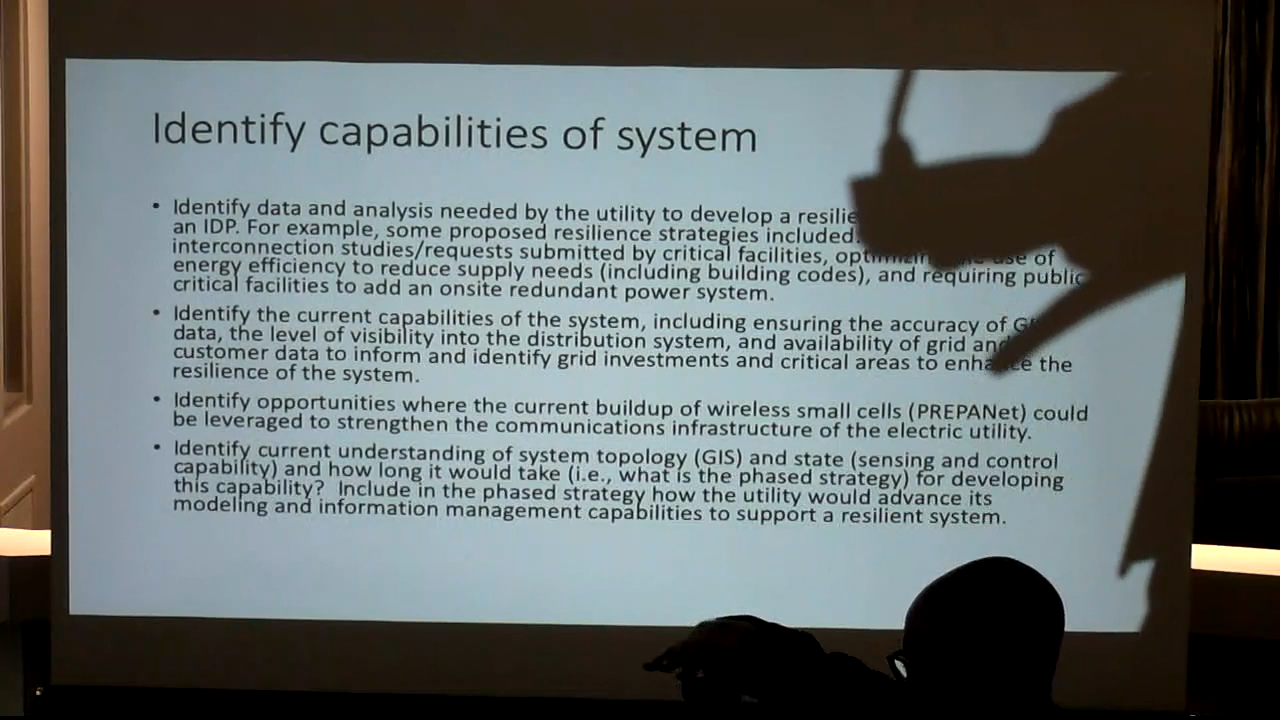 Identify capabilities of system
• Identify data and analysis needed by the utility to develop a
an IDP. For example, some proposed resilience strategies included
interconnection studies/requests submitted by critical facilities, use of
energy efficiency to reduce supply needs (including building codes), and requiring public
critical facilities to add an onsite redundant power system.
• Identify the current capabilities of the system, including ensuring the accuracy of
data, the level of visibility into the distribution system, and availability of grid and
customer data to inform and identify grid investments and critical areas to enhance the
resilience of the system.
• Identify opportunities where the current buildup of wireless small cells (PREPANet) could
be leveraged to strengthen the communications infrastructure of the electric utility.
• Identify current understanding of system topology (GIS) and state (sensing and control
capability) and how long it would take (i.e., what is the phased strategy) for developing
this capability? Include in the phased strategy how the utility would advance its
modeling and information management capabilities to support a resilient system.